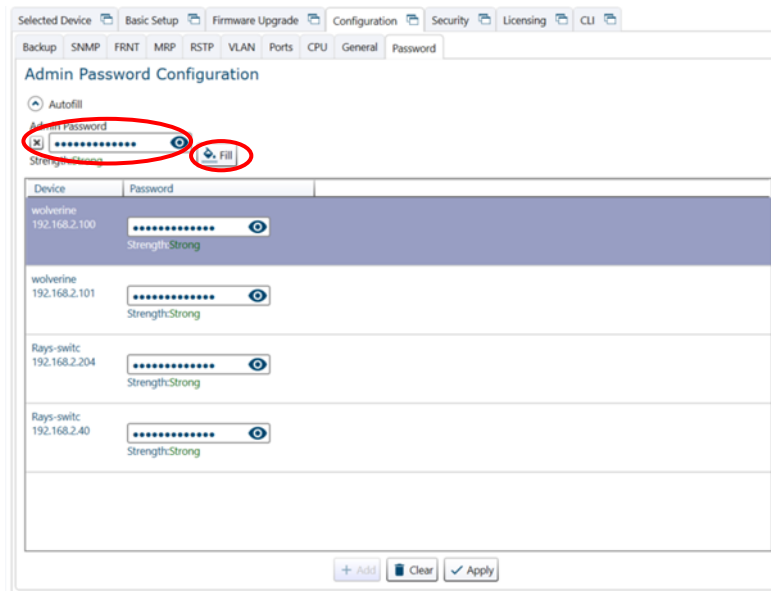 Selected Device Basic Setup Firmware Upgrade Configuration Security Licensing CLI
Backup SNMP FRNT MRP RSTP VLAN Ports CPU General Password
Admin Password Configuration
Autofill
Admin Password
•••••••••••••
Strength:Strong
Fill
Device Password
wolverine
192.168.2.100
•••••••••••••
Strength:Strong
wolverine
192.168.2.101
•••••••••••••
Strength:Strong
Rays-switc
192.168.2.204
•••••••••••••
Strength:Strong
Rays-switc
192.168.2.40
•••••••••••••
Strength:Strong
+ Add Clear Apply